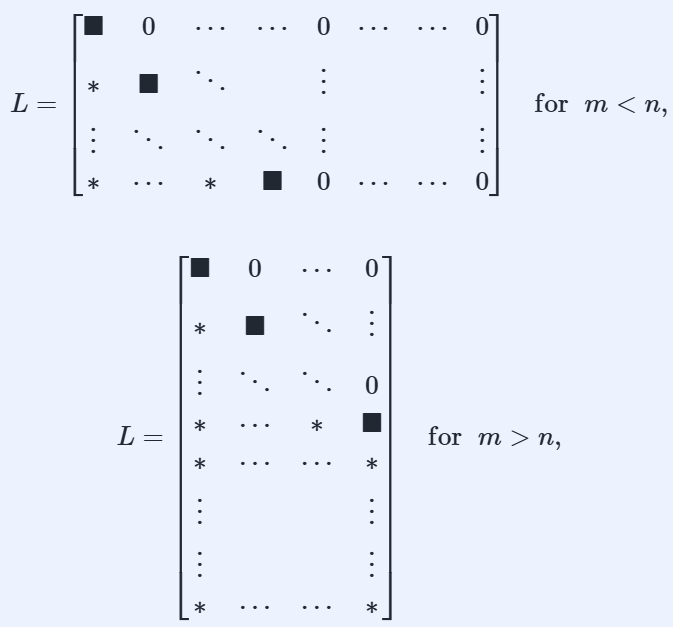 ■ 0 ⋯ ⋯ 0 ⋯ ⋯ 0
∗ ■ ⋱ ⋮ ⋮
L = for m < n,
⋮ ⋱ ⋱ ⋱ ⋮ ⋮
∗ ⋯ ∗ ■ 0 ⋯ ⋯ 0
■ 0 ⋯ 0
∗ ■ ⋱ ⋮
⋮ ⋱ ⋱ 0
∗ ⋯ ∗ ■
L = for m > n,
∗ ⋯ ⋯ ∗
⋮ ⋮
⋮ ⋮
∗ ⋯ ⋯ ∗